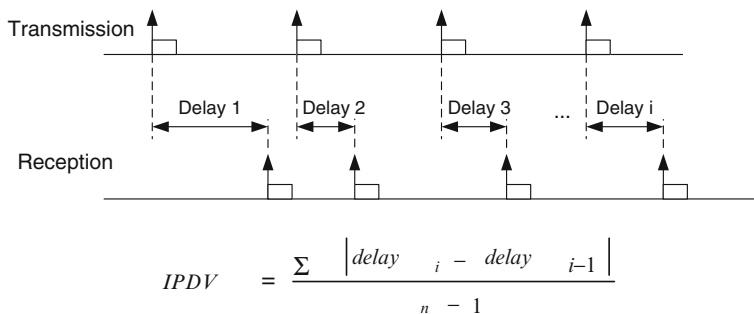 Transmission
Delay 1 Delay 2 Delay 3 ... Delay i
Reception
IPDV = Σ |delay i – delay i–1|
n – 1